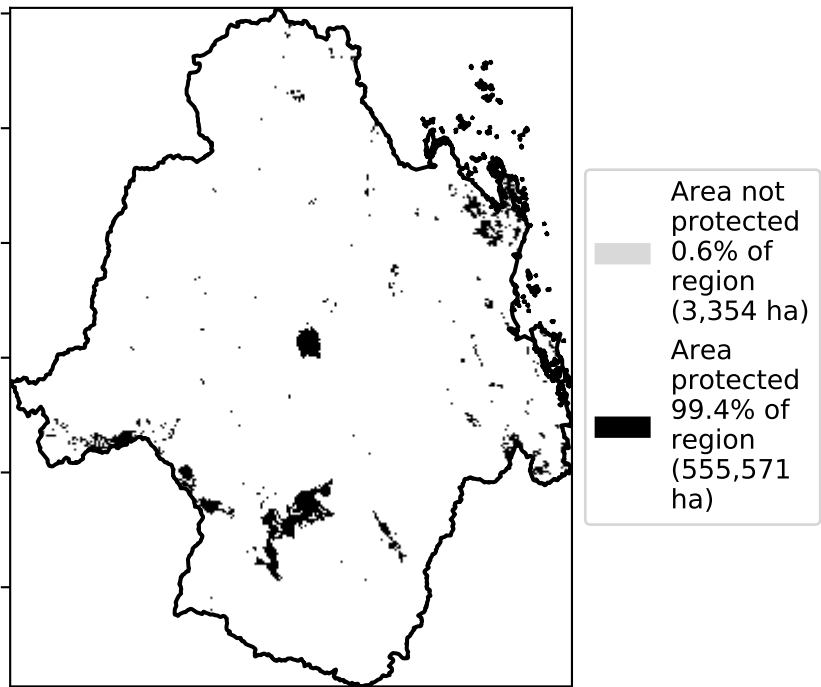 Area not
protected
0.6% of
region
(3,354 ha)
Area
protected
99.4% of
region
(555,571
ha)